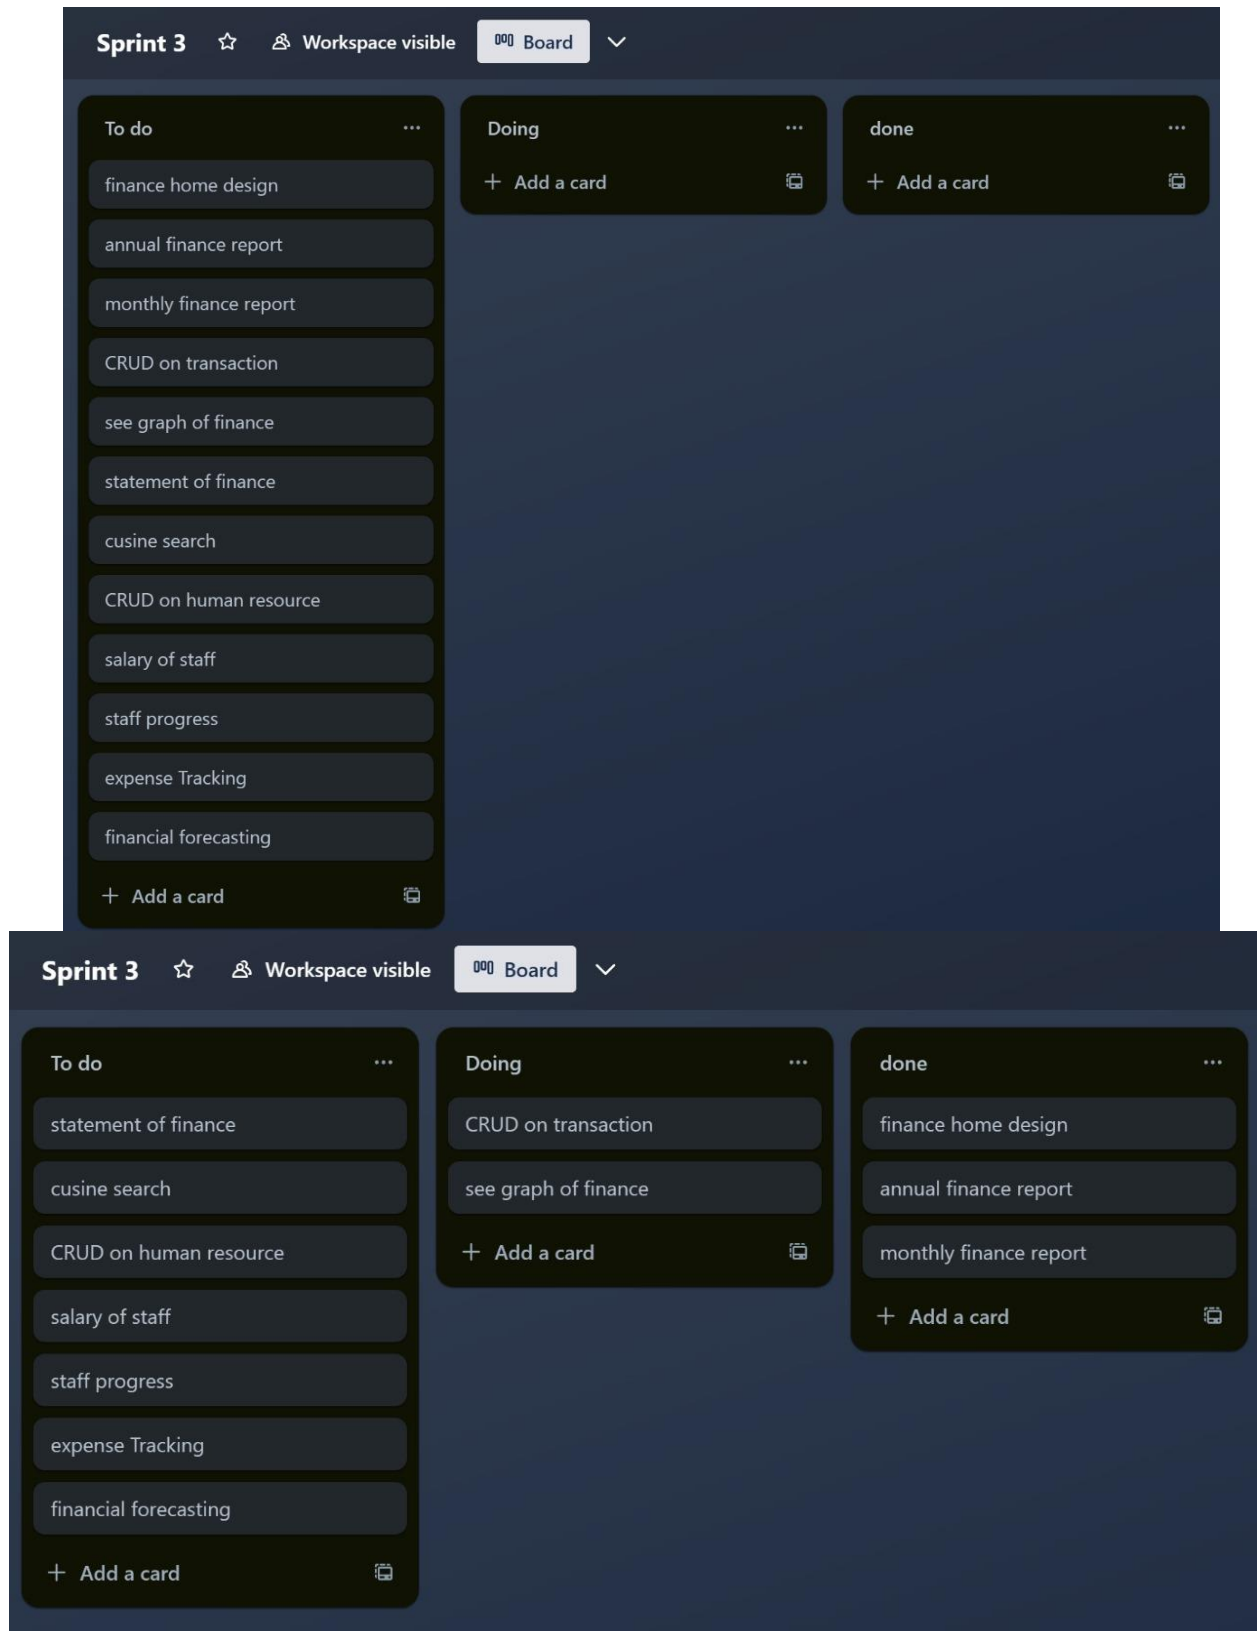 Sprint 3 Workspace visible Board
To do
finance home design
annual finance report
monthly finance report
CRUD on transaction
see graph of finance
statement of finance
cusine search
CRUD on human resource
salary of staff
staff progress
expense Tracking
financial forecasting
+ Add a card
Doing
+ Add a card
done
+ Add a card
Sprint 3 Workspace visible Board
To do
statement of finance
cusine search
CRUD on human resource
salary of staff
staff progress
expense Tracking
financial forecasting
+ Add a card
Doing
CRUD on transaction
see graph of finance
+ Add a card
done
finance home design
annual finance report
monthly finance report
+ Add a card